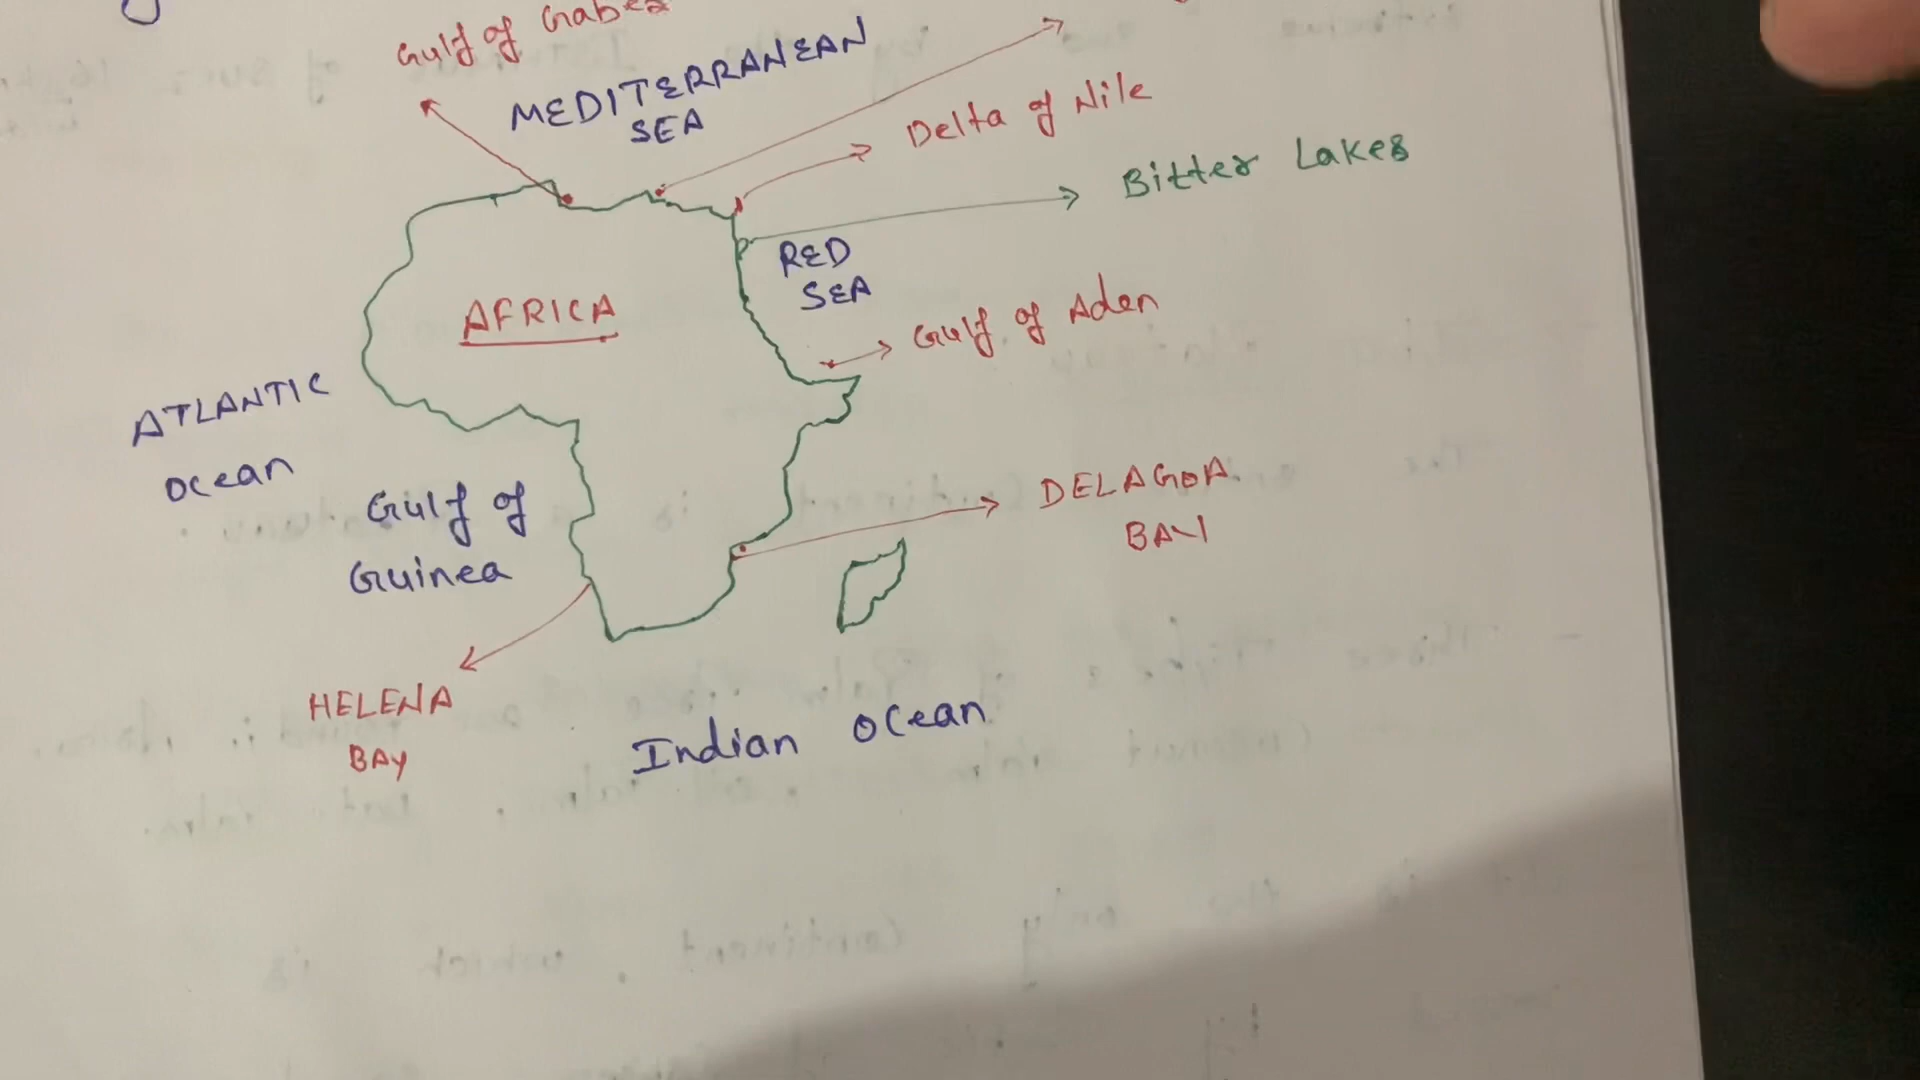 Gulf of Gabes
MEDITERRANEAN
SEA
Delta of Nile
Bitter Lakes
RED
SEA
AFRICA
Gulf of Aden
ATLANTIC
Ocean
Gulf of
Guinea
DELAGOA
BAY
HELENA
BAY
Indian Ocean